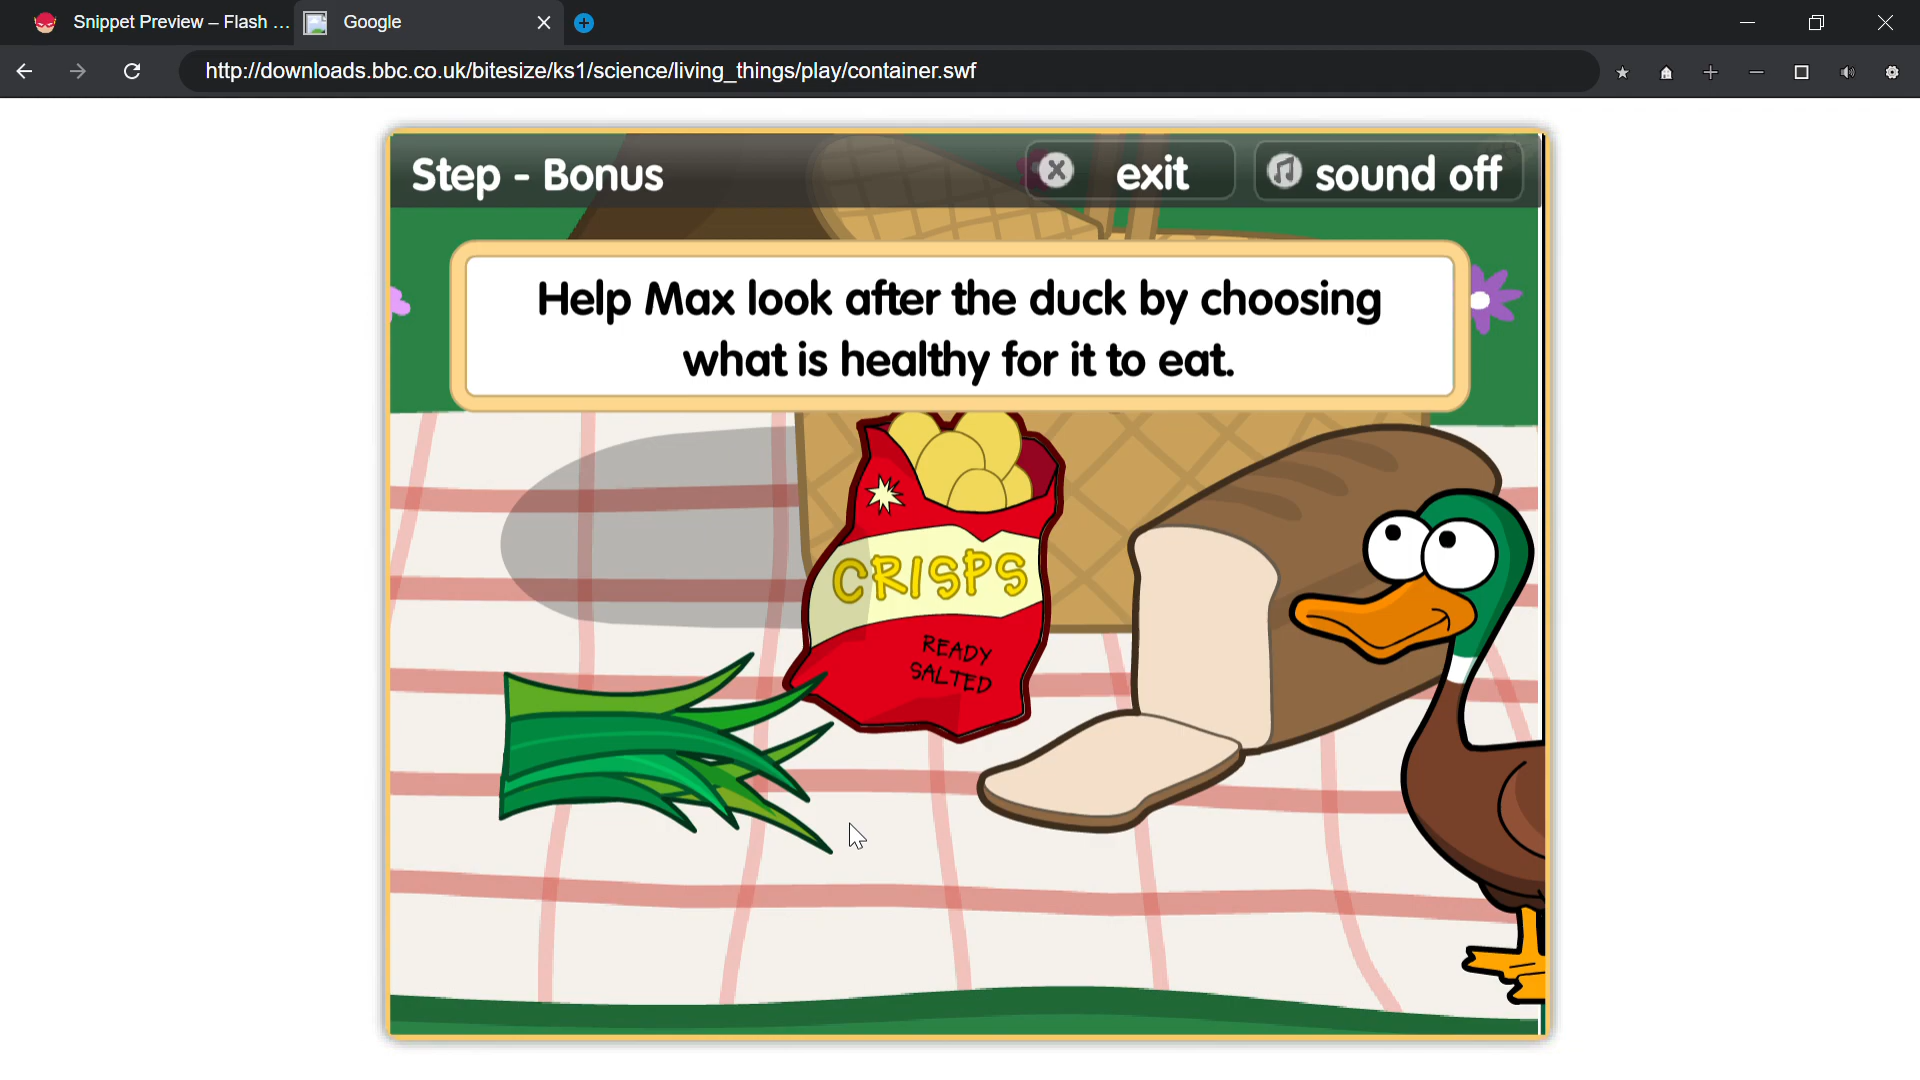 Snippet Preview – Flash ...
Google
http://downloads.bbc.co.uk/bitesize/ks1/science/living_things/play/container.swf
Step - Bonus
exit
sound off
Help Max look after the duck by choosing
what is healthy for it to eat.
CRISPS
READY
SALTED